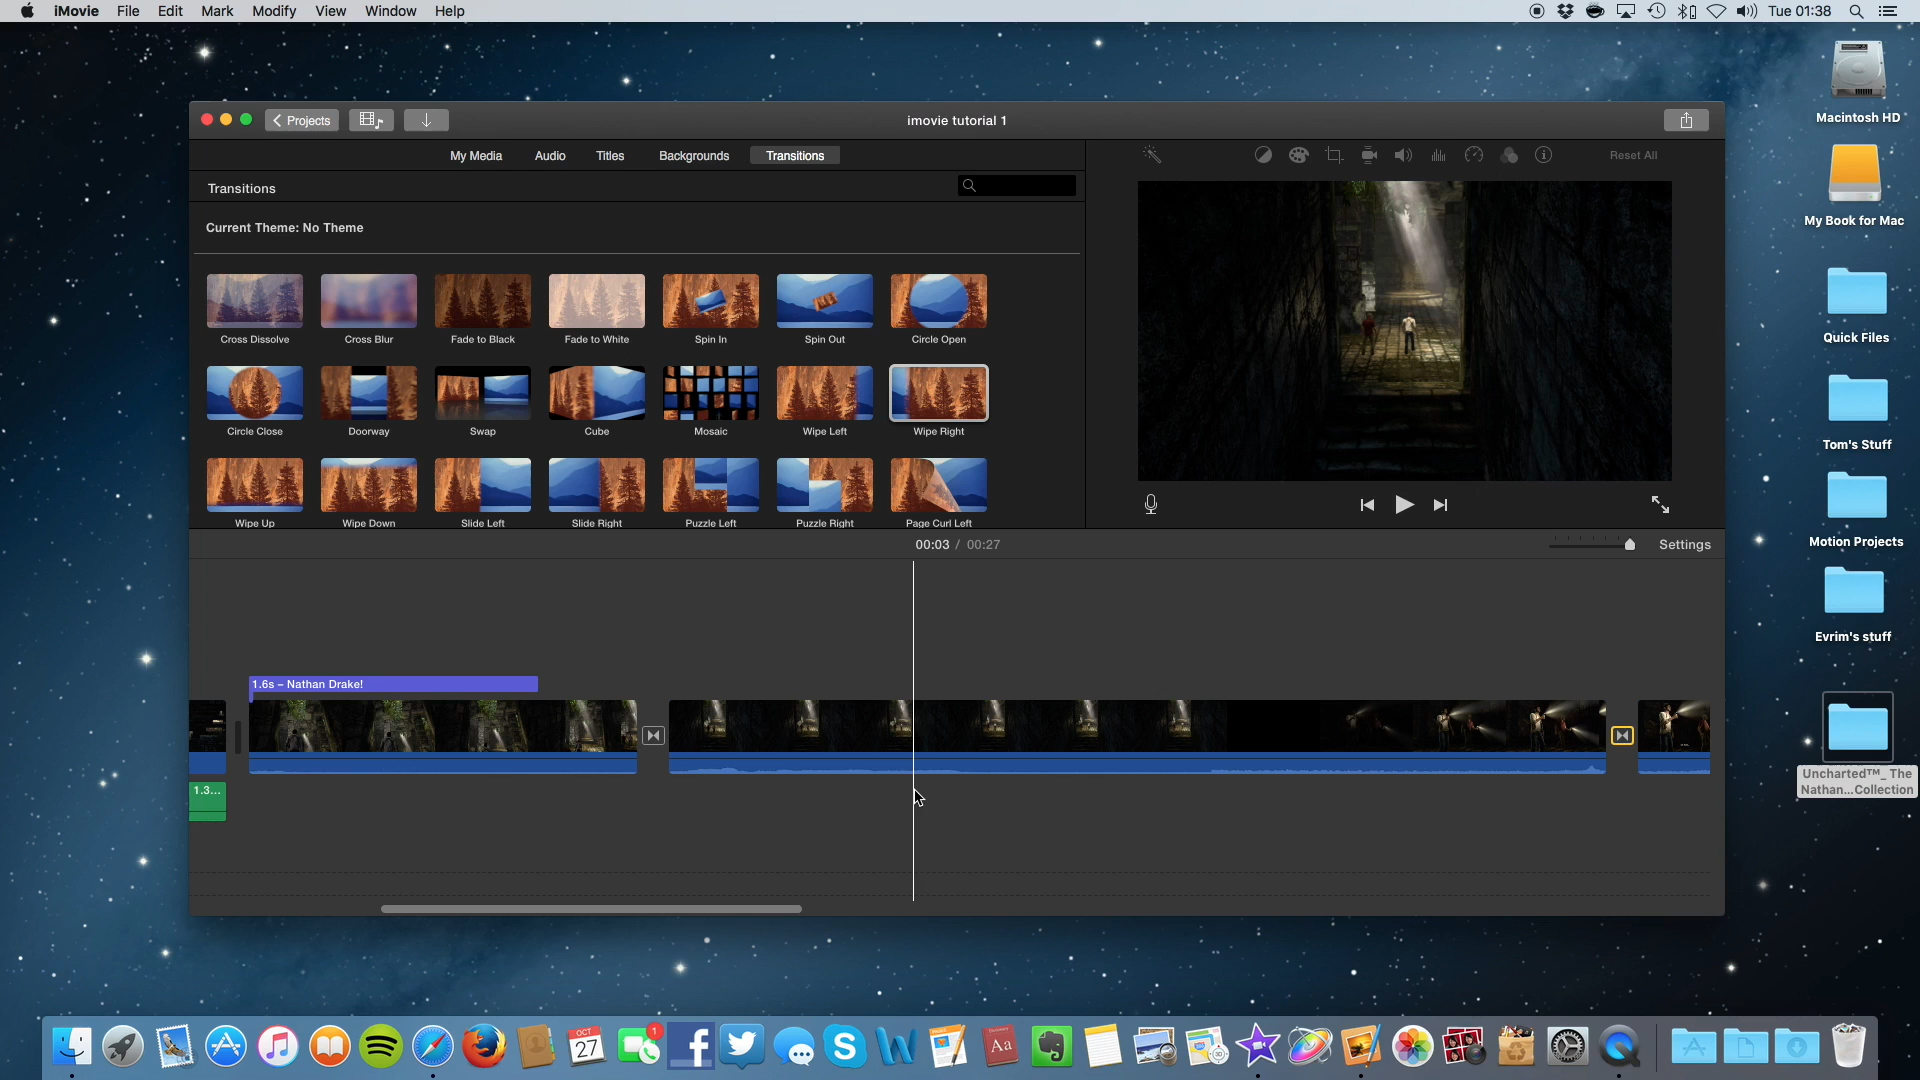 iMovie File Edit Mark Modify View Window Help
Tue 01:38
Projects
imovie tutorial 1
My Media Audio Titles Backgrounds Transitions
Reset All
Transitions
Current Theme: No Theme
Cross Dissolve Cross Blur Fade to Black Fade to White Spin In Spin Out Circle Open
Circle Close Doorway Swap Cube Mosaic Wipe Left Wipe Right
Wipe Up Wipe Down Slide Left Slide Right Puzzle Left Puzzle Right Page Curl Left
00:03 / 00:27
Settings
1.6s – Nathan Drake!
1.3...
Macintosh HD
My Book for Mac
Quick Files
Tom's Stuff
Motion Projects
Evrim's stuff
Uncharted™_ The
Nathan...Collection
OCT
27
1
Aa